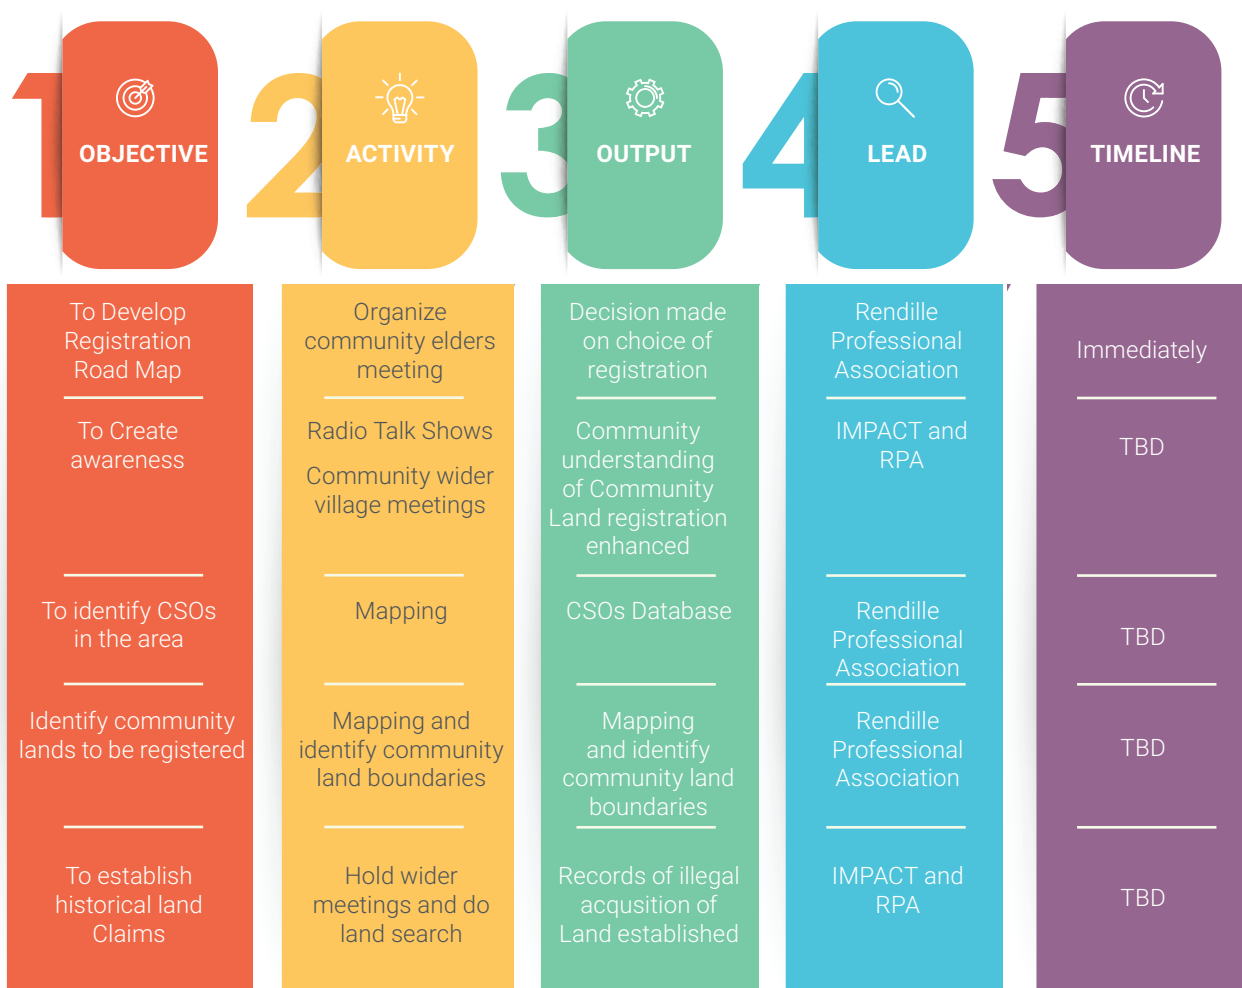 1
OBJECTIVE
2
ACTIVITY
3
OUTPUT
4
LEAD
5
TIMELINE
To Develop
Registration
Road Map
Organize
community elders
meeting
Decision made
on choice of
registration
Rendille
Professional
Association
Immediately
To Create
awareness
Radio Talk Shows
Community wider
village meetings
Community
understanding
of Community
Land registration
enhanced
IMPACT and
RPA
TBD
To identify CSOs
in the area
Mapping
CSOs Database
Rendille
Professional
Association
TBD
Identify community
lands to be registered
Mapping and
identify community
land boundaries
Mapping
and identify
community land
boundaries
Rendille
Professional
Association
TBD
To establish
historical land
Claims
Hold wider
meetings and do
land search
Records of illegal
acqusition of
Land established
IMPACT and
RPA
TBD